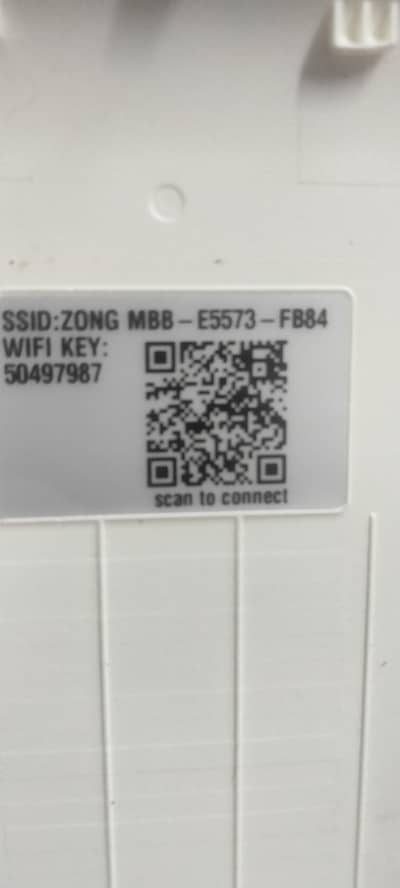 SSID:ZONG MBB-E5573-FB84
WIFI KEY:
50497987
scan to connect